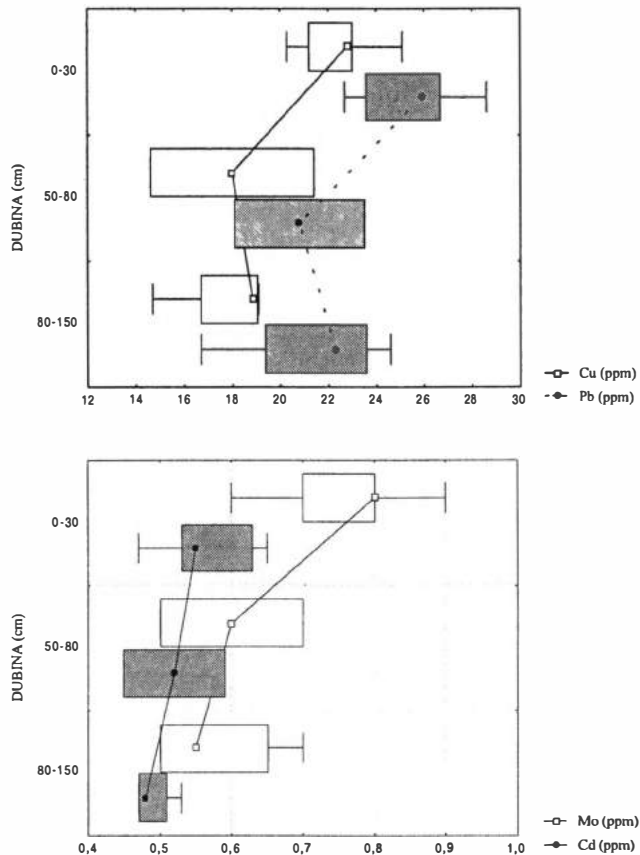 DUBINA (cm)
0-30
50-80
80-150
12 14 16 18 20 22 24 26 28 30
Cu (ppm)
Pb (ppm)
DUBINA (cm)
0-30
50-80
80-150
0,4 0,5 0,6 0,7 0,8 0,9 1,0
Mo (ppm)
Cd (ppm)